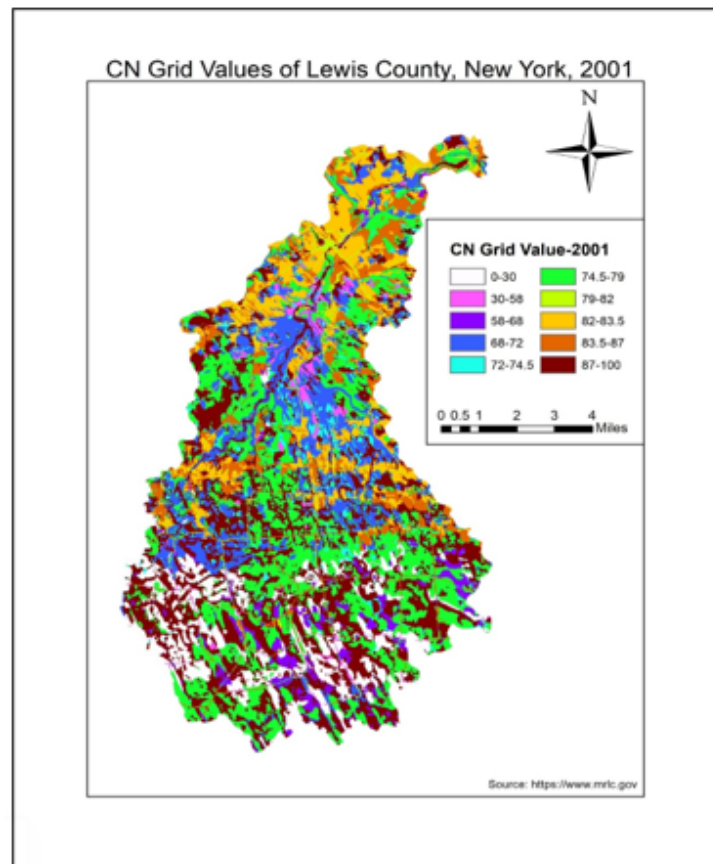 CN Grid Values of Lewis County, New York, 2001
N
CN Grid Value-2001
0-30 74.5-79
30-58 79-82
58-68 82-83.5
68-72 83.5-87
72-74.5 87-100
0 0.5 1 2 3 4
Miles
Source: https://www.mrlc.gov